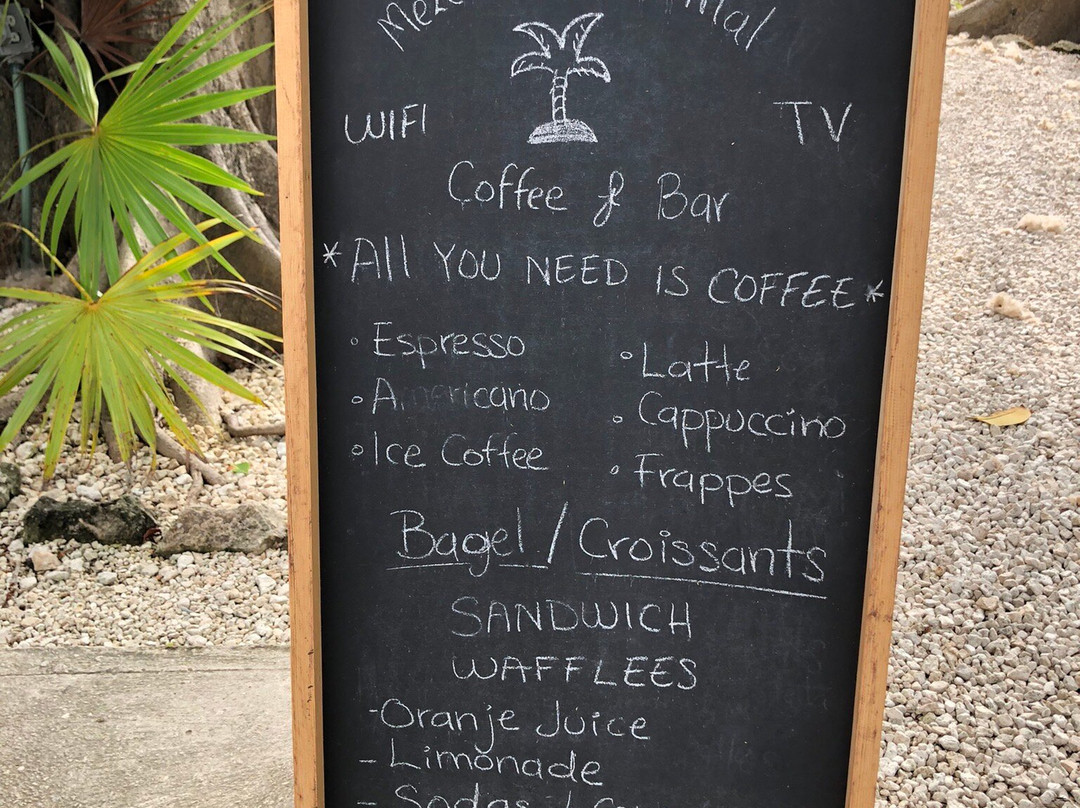 WIFI
TV
Coffee & Bar
*All YOU NEED IS COFFEE*
◦ Espresso
◦ Americano
◦ Ice Coffee
◦ Latte
◦ Cappuccino
◦ Frappes
Bagel / Croissants
SANDWICH
WAFFLEES
-Oranje Juice
- Limonade
- Sodas /